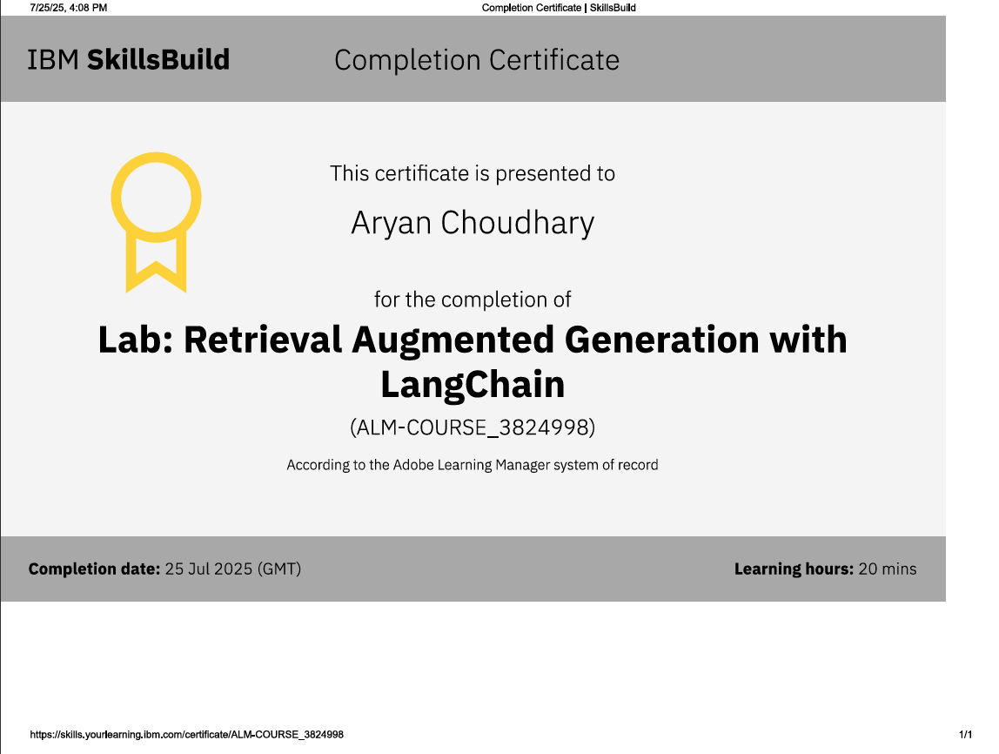 7/25/25, 4:08 PM
Completion Certificate | SkillsBuild
IBM SkillsBuild
Completion Certificate
This certificate is presented to
Aryan Choudhary
for the completion of
Lab: Retrieval Augmented Generation with
LangChain
(ALM-COURSE_3824998)
According to the Adobe Learning Manager system of record
Completion date: 25 Jul 2025 (GMT)
Learning hours: 20 mins
https://skills.yourlearning.ibm.com/certificate/ALM-COURSE_3824998
1/1